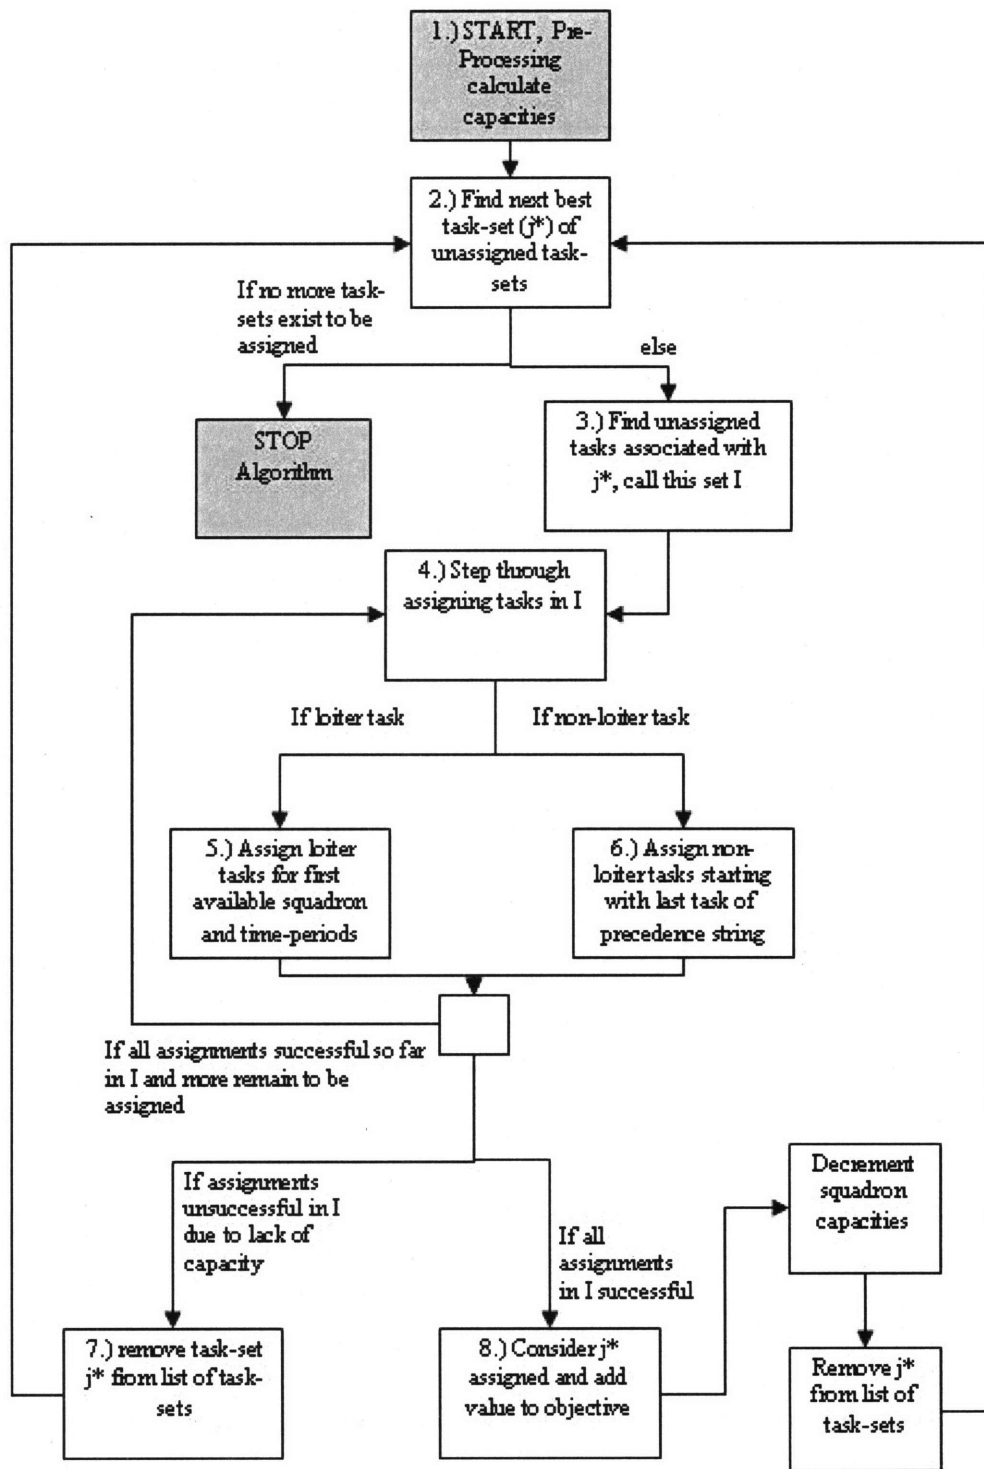 1.) START, Pre-
Processing
calculate
capacities
2.) Find next best
task-set (j*) of
unassigned task-
sets
If no more task-
sets exist to be
assigned
else
STOP
Algorithm
3.) Find unassigned
tasks associated with
j*, call this set I
4.) Step through
assigning tasks in I
If loiter task
If non-loiter task
5.) Assign loiter
tasks for first
available squadron
and time-periods
6.) Assign non-
loiter tasks starting
with last task of
precedence string
If all assignments successful so far
in I and more remain to be
assigned
If assignments
unsuccessful in I
due to lack of
capacity
If all
assignments
in I successful
Decrement
squadron
capacities
7.) remove task-set
j* from list of task-
sets
8.) Consider j*
assigned and add
value to objective
Remove j*
from list of
task-sets